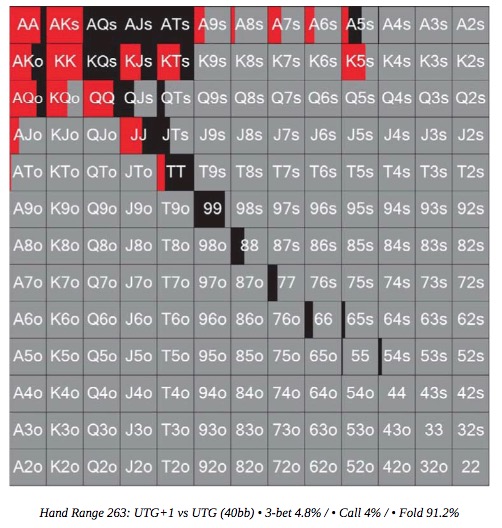 AA AKs AQs AJs ATs A9s A8s A7s A6s A5s A4s A3s A2s
AKo KK KQs KJs KTs K9s K8s K7s K6s K5s K4s K3s K2s
AQo KQo QQ QJs QTs Q9s Q8s Q7s Q6s Q5s Q4s Q3s Q2s
AJo KJo QJo JJ JTs J9s J8s J7s J6s J5s J4s J3s J2s
ATo KTo QTo JTo TT T9s T8s T7s T6s T5s T4s T3s T2s
A9o K9o Q9o J9o T9o 99 98s 97s 96s 95s 94s 93s 92s
A8o K8o Q8o J8o T8o 98o 88 87s 86s 85s 84s 83s 82s
A7o K7o Q7o J7o T7o 97o 87o 77 76s 75s 74s 73s 72s
A6o K6o Q6o J6o T6o 96o 86o 76o 66 65s 64s 63s 62s
A5o K5o Q5o J5o T5o 95o 85o 75o 65o 55 54s 53s 52s
A4o K4o Q4o J4o T4o 94o 84o 74o 64o 54o 44 43s 42s
A3o K3o Q3o J3o T3o 93o 83o 73o 63o 53o 43o 33 32s
A2o K2o Q2o J2o T2o 92o 82o 72o 62o 52o 42o 32o 22
Hand Range 263: UTG+1 vs UTG (40bb) • 3-bet 4.8% / • Call 4% / • Fold 91.2%